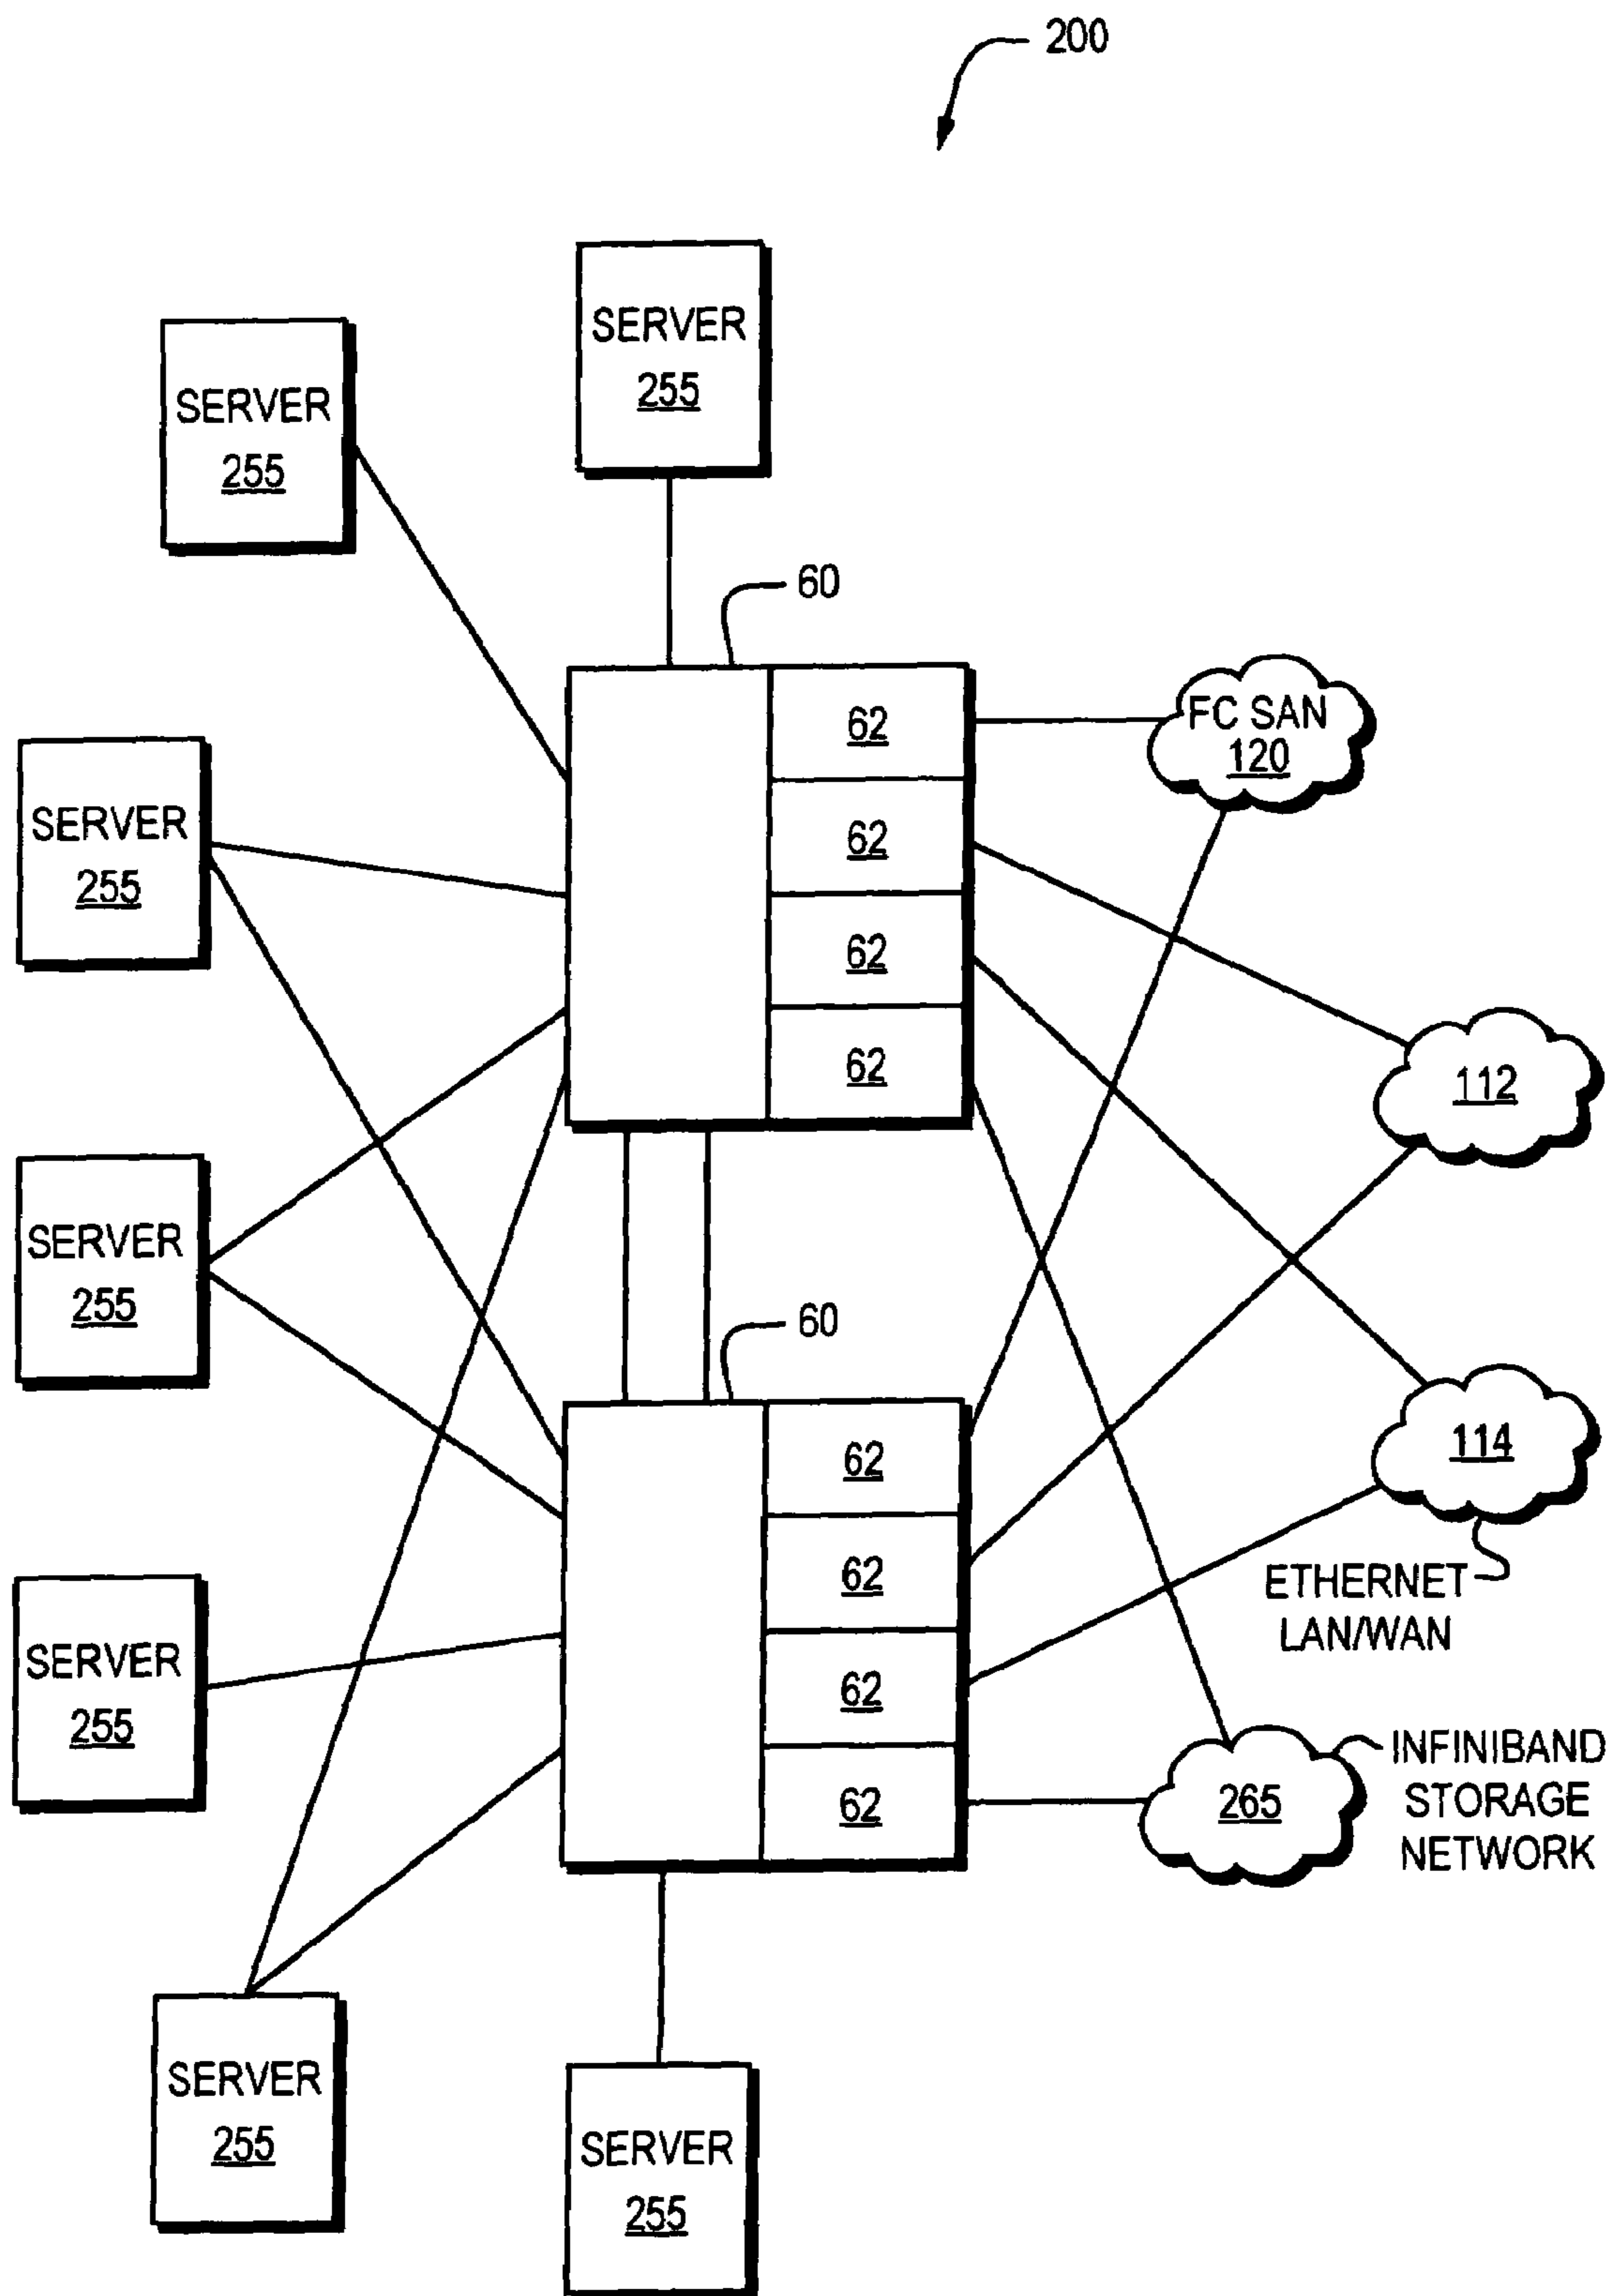 200
SERVER
255
SERVER
255
60
62
62
62
62
FC SAN
120
SERVER
255
112
SERVER
255
60
62
62
62
62
114
ETHERNET
LAN/WAN
SERVER
255
265
INFINIBAND
STORAGE
NETWORK
SERVER
255
SERVER
255